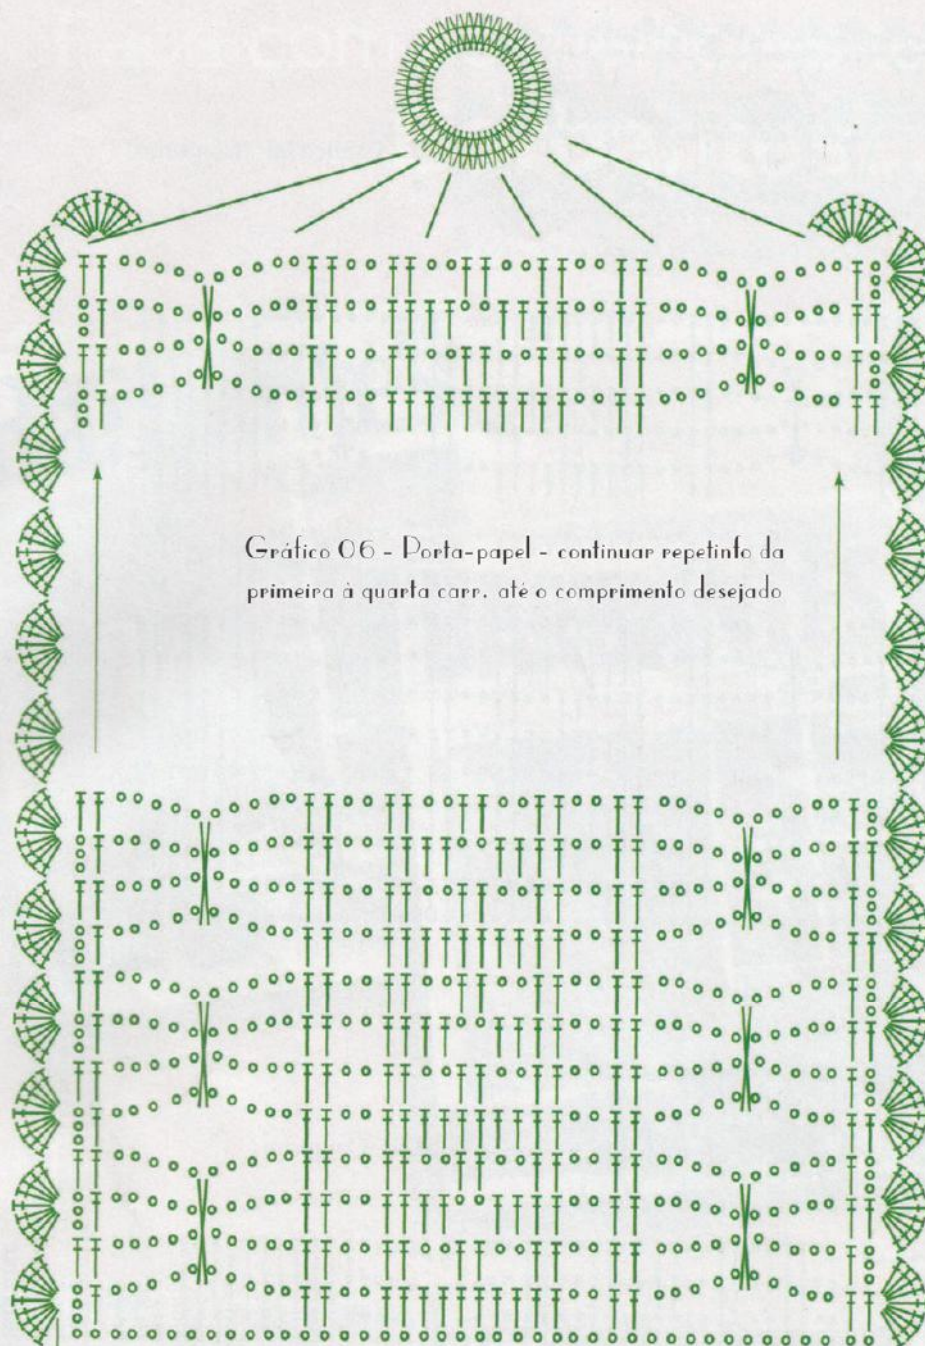 Gráfico 06 - Porta-papel - continuar repetinto da
primeira à quarta carr. até o comprimento desejado